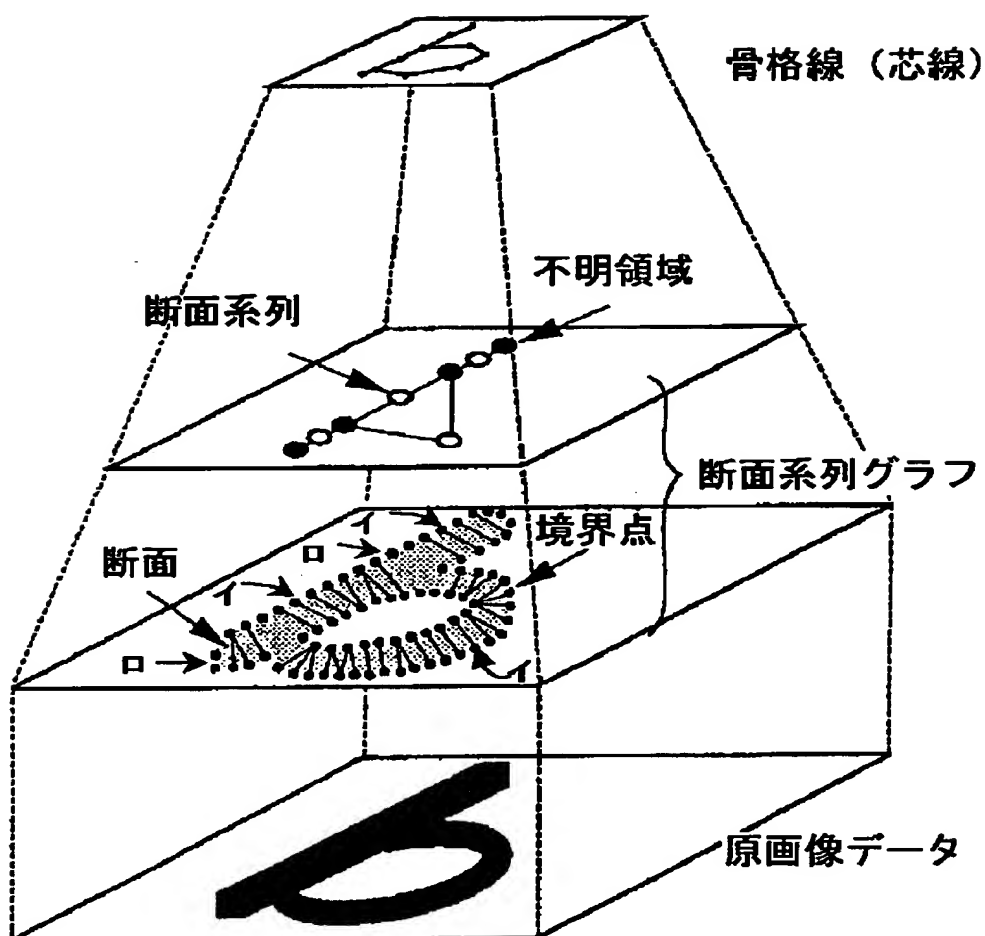 骨格線（芯線）
不明領域
断面系列
断面系列グラフ
イ
境界点
ロ
断面
イ
ロ
イ
原画像データ
b
b